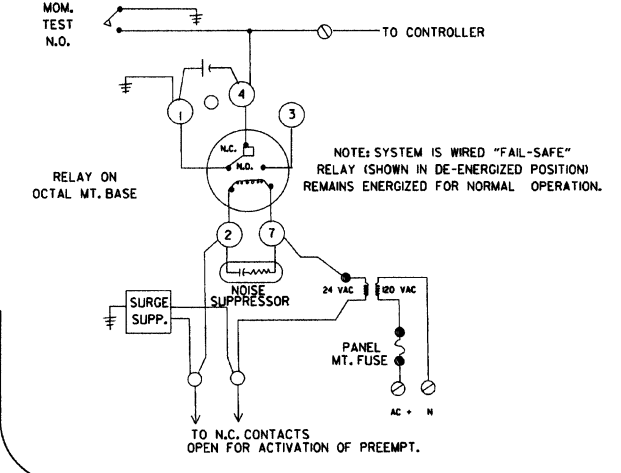 MOM.
TEST
N.O.
TO CONTROLLER
4
1
3
N.C.
N.O.
RELAY ON
OCTAL MT. BASE
NOTE: SYSTEM IS WIRED "FAIL-SAFE"
RELAY (SHOWN IN DE-ENERGIZED POSITION)
REMAINS ENERGIZED FOR NORMAL OPERATION.
2
7
NOISE
SUPPRESSOR
24 VAC
120 VAC
SURGE
SUPP.
PANEL
MT. FUSE
AC +
N
TO N.C. CONTACTS
OPEN FOR ACTIVATION OF PREEMPT.